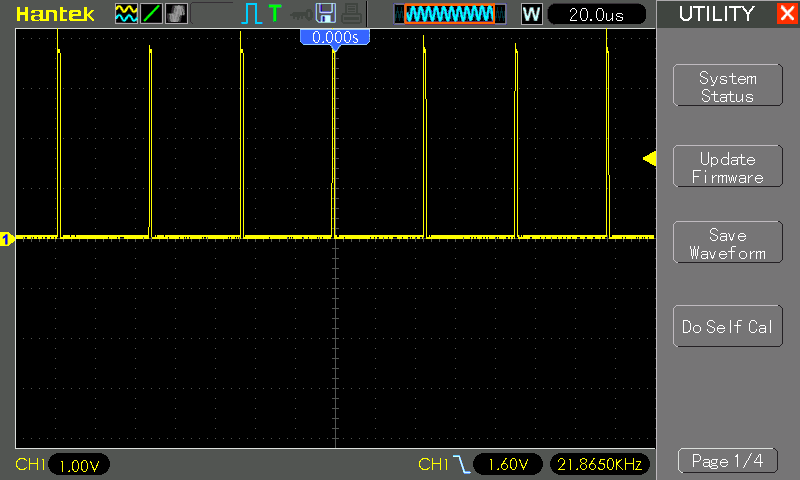 Hantek
T
W
20.0us
UTILITY
0.000s
System
Status
Update
Firmware
Save
Waveform
Do Self Cal
1
CH1 1.00V
CH1 1.60V 21.8650KHz
Page 1/4